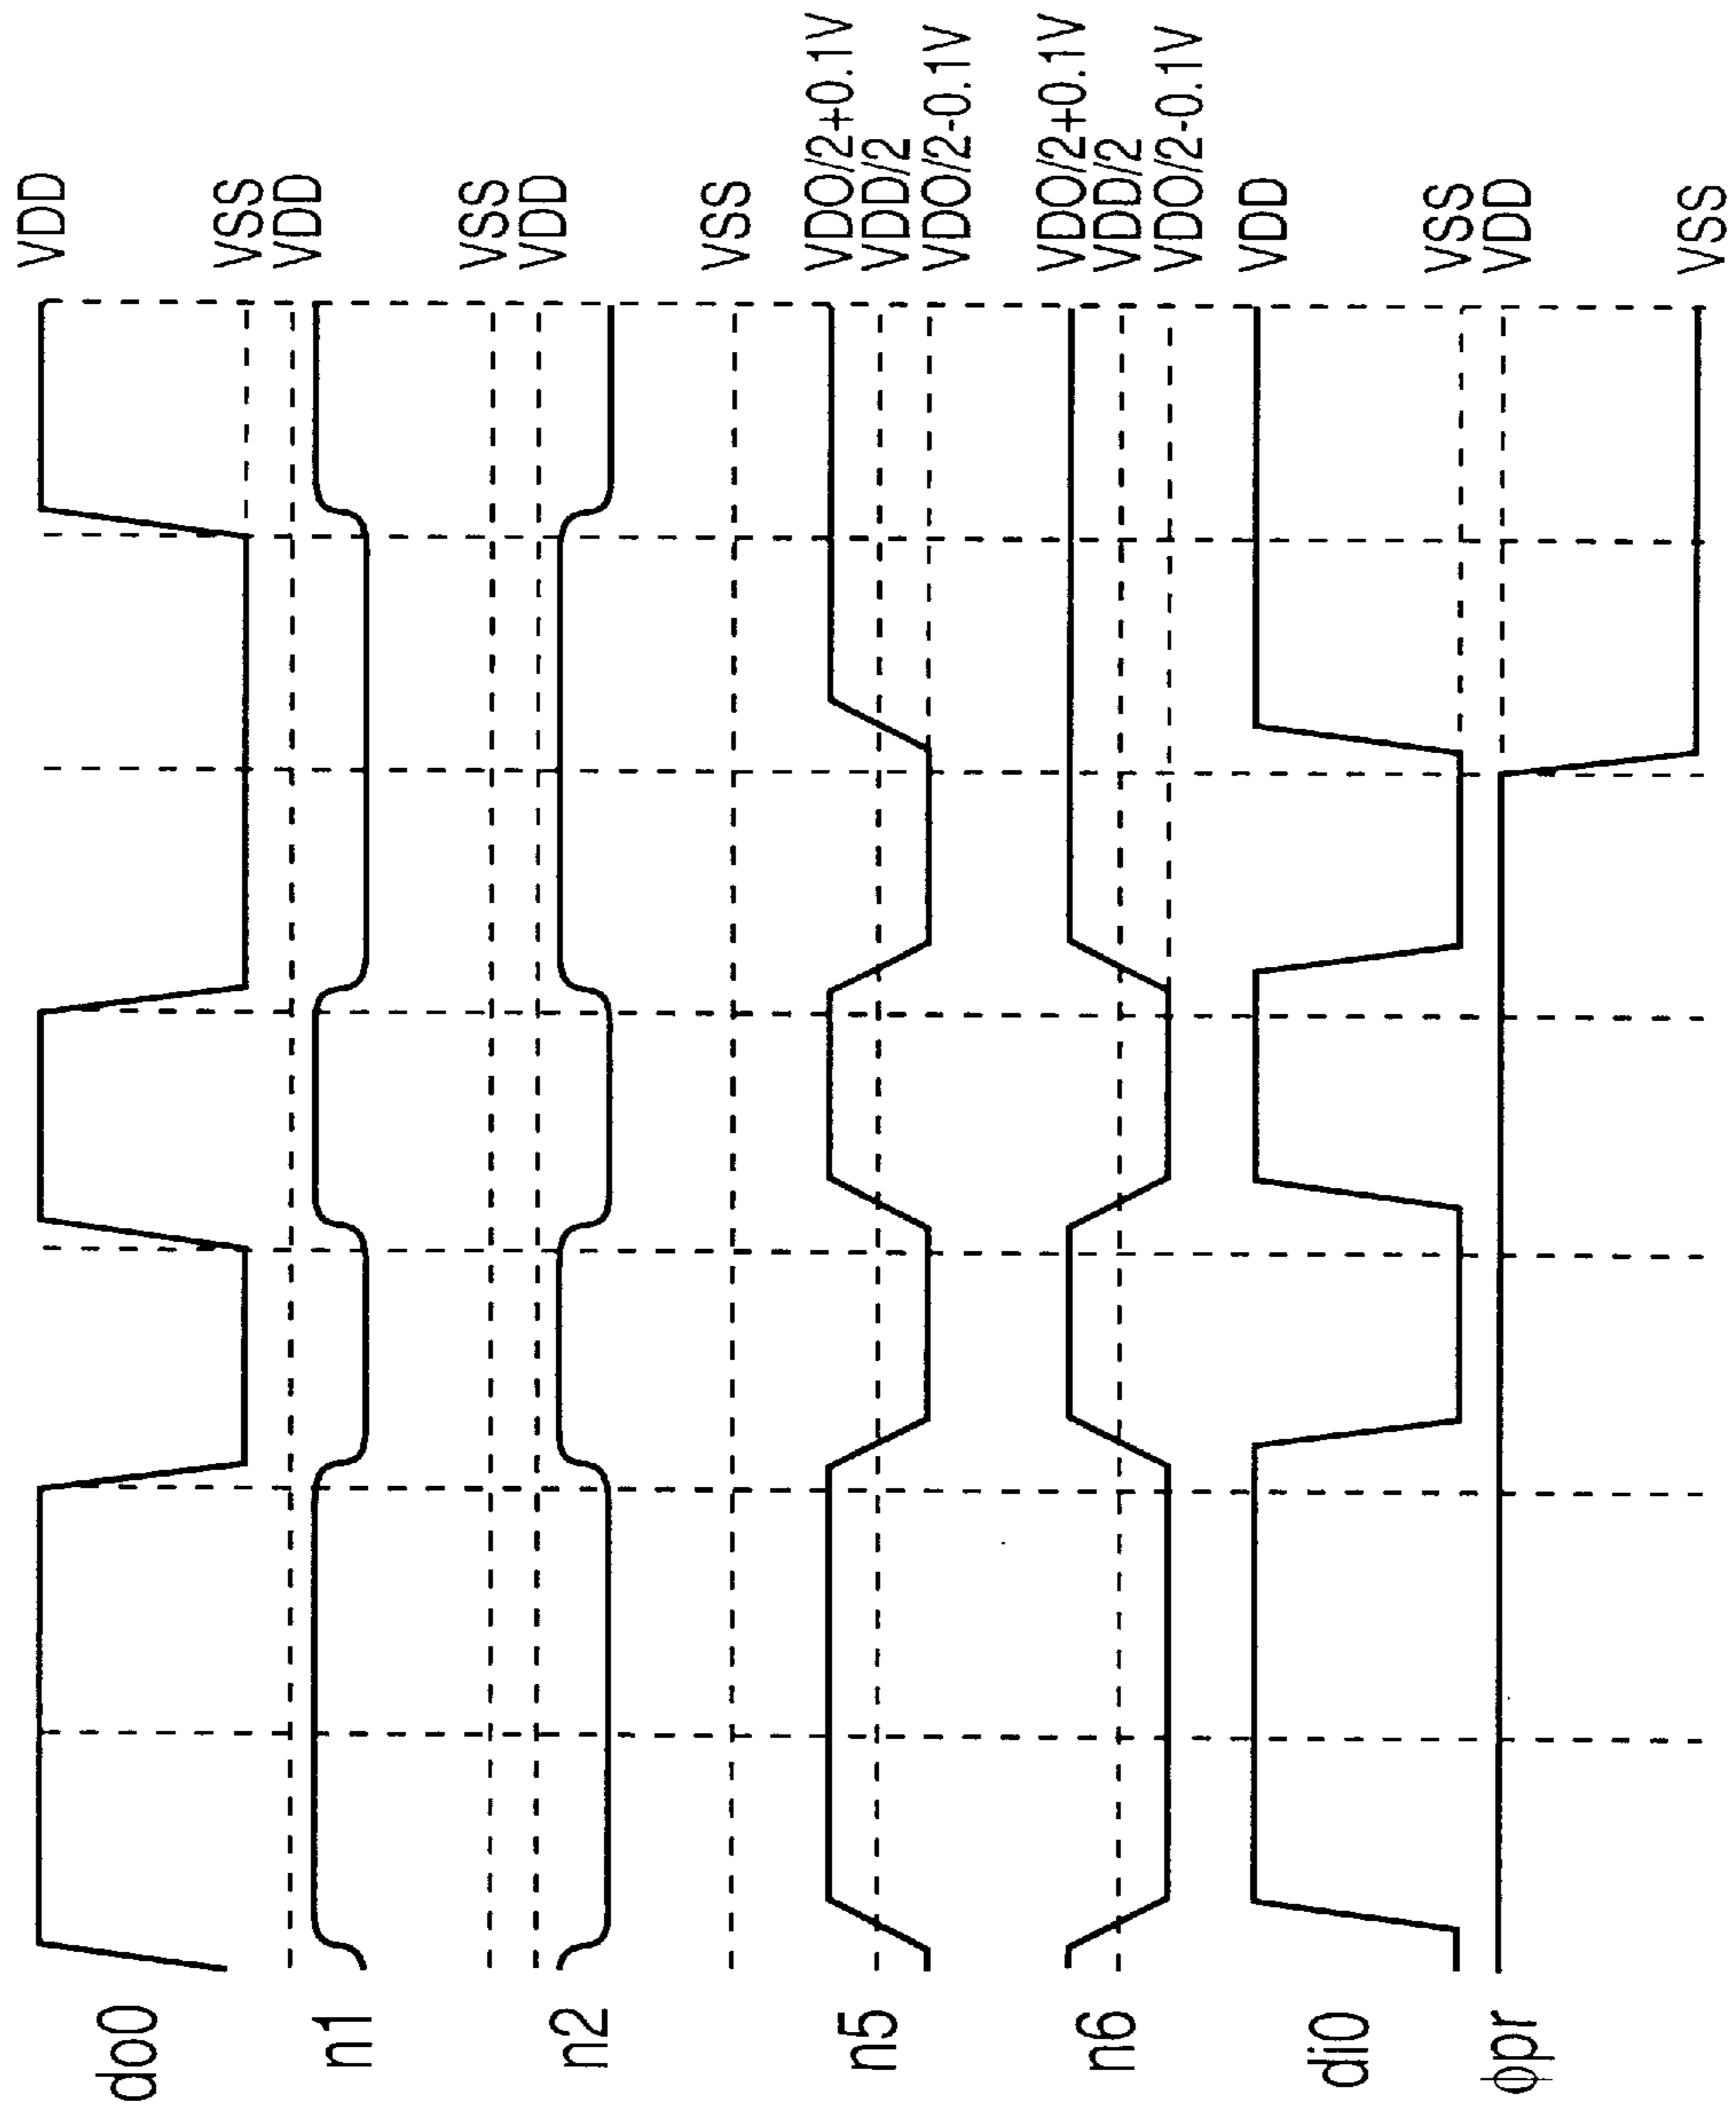 do0
VDD
VSS
n1
VDD
VSS
n2
VDD
VSS
n5
VDO/2+0.1V
VDD/2
VDO/2-0.1V
n6
VDO/2+0.1V
VDD/2
VDO/2-0.1V
di0
VDD
VSS
ϕpr
VDD
VSS